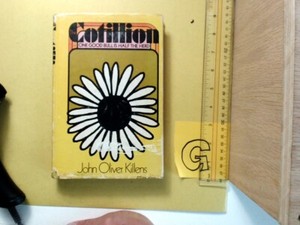 Cotillion
ONE GOOD BULL IS HALF THE HERD
John Oliver Killens
G